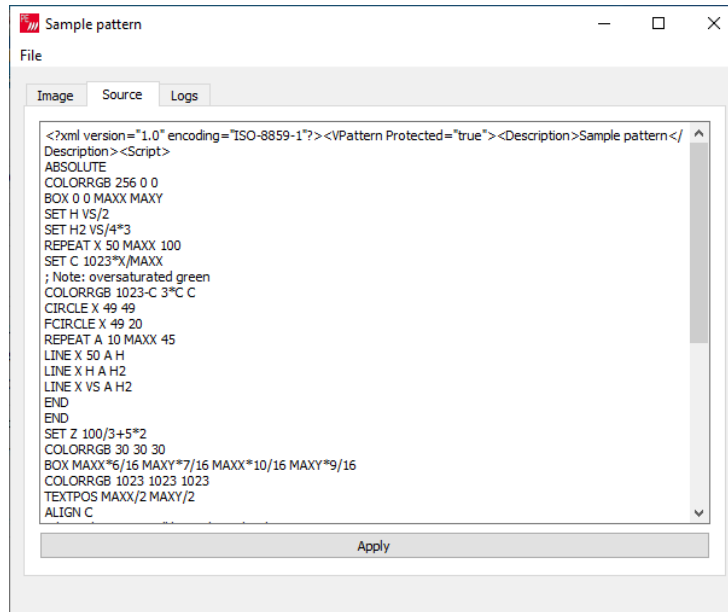 PE m Sample pattern
File
Image Source Logs
<?xml version="1.0" encoding="ISO-8859-1"?><VPattern Protected="true"><Description>Sample pattern</
Description><Script>
ABSOLUTE
COLORRGB 256 0 0
BOX 0 0 MAXX MAXY
SET H VS/2
SET H2 VS/4*3
REPEAT X 50 MAXX 100
SET C 1023*X/MAXX
; Note: oversaturated green
COLORRGB 1023-C 3*C C
CIRCLE X 49 49
FCIRCLE X 49 20
REPEAT A 10 MAXX 45
LINE X 50 A H
LINE X H A H2
LINE X VS A H2
END
END
SET Z 100/3+5*2
COLORRGB 30 30 30
BOX MAXX*6/16 MAXY*7/16 MAXX*10/16 MAXY*9/16
COLORRGB 1023 1023 1023
TEXTPOS MAXX/2 MAXY/2
ALIGN C
Apply